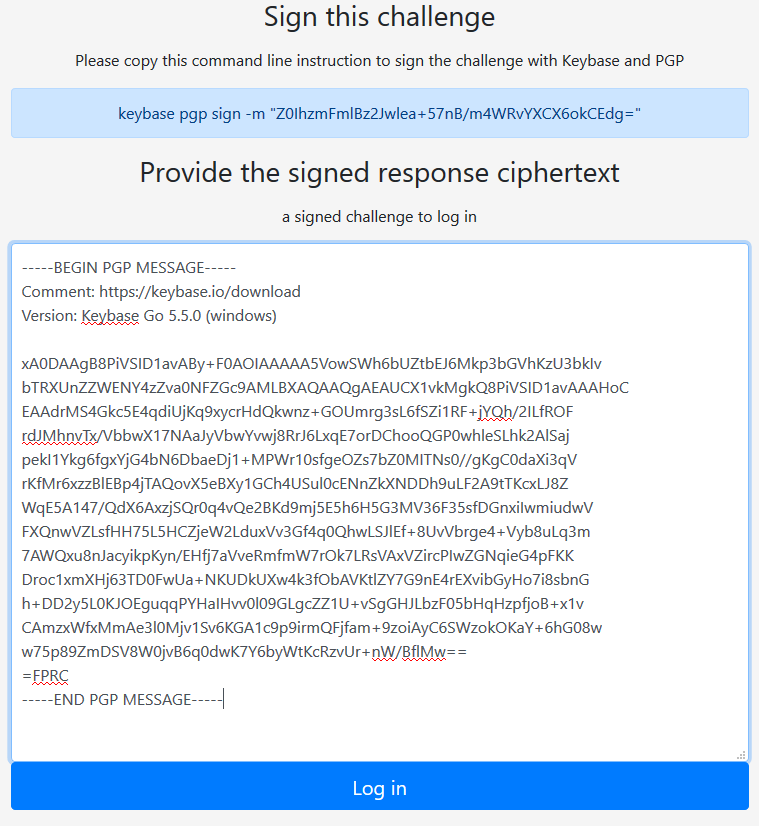 Sign this challenge
Please copy this command line instruction to sign the challenge with Keybase and PGP
keybase pgp sign -m "Z0IhzmFmlBz2Jwlea+57nB/m4WRvYXCX6okCEdg="
Provide the signed response ciphertext
a signed challenge to log in
-----BEGIN PGP MESSAGE-----
Comment: https://keybase.io/download
Version: Keybase Go 5.5.0 (windows)
xA0DAAgB8PiVSID1avABy+F0AOIAAAAA5VowSWh6bUZtbEJ6Mkp3bGVhKzU3bkIv
bTRXUnZZWENY4zZva0NFZGc9AMLBXAQAAQgAEAUCX1vkMgkQ8PiVSID1avAAAHoC
EAAdrMS4Gkc5E4qdiUjKq9xycrHdQkwnz+GOUmrg3sL6fSZi1RF+jYQh/2ILfROF
rdJMhnvTx/VbbwX17NAaJyVbwYvwj8RrJ6LxqE7orDChooQGP0whleSLhk2AlSaj
pekI1Ykg6fgxYjG4bN6DbaeDj1+MPWr10sfgeOZs7bZ0MITNs0//gKgC0daXi3qV
rKfMr6xzzBlEBp4jTAQovX5eBXy1GCh4USul0cENnZkXNDDh9uLF2A9tTKcxLJ8Z
WqE5A147/QdX6AxzjSQr0q4vQe2BKd9mj5E5h6H5G3MV36F35sfDGnxiIwmiudwV
FXQnwVZLsfHH75L5HCZjeW2LduxVv3Gf4q0QhwLSJlEf+8UvVbrge4+Vyb8uLq3m
7AWQxu8nJacyikpKyn/EHfj7aVveRmfmW7rOk7LRsVAxVZircPIwZGNqieG4pFKK
Droc1xmXHj63TD0FwUa+NKUDkUXw4k3fObAVKtlZY7G9nE4rEXvibGyHo7i8sbnG
h+DD2y5L0KJOEguqqPYHaIHvv0l09GLgcZZ1U+vSgGHJLbzF05bHqHzpfjoB+x1v
CAmzxWfxMmAe3l0Mjv1Sv6KGA1c9p9irmQFjfam+9zoiAyC6SWzokOKaY+6hG08w
w75p89ZmDSV8W0jvB6q0dwK7Y6byWtKcRzvUr+nW/BflMw==
=FPRC
-----END PGP MESSAGE-----
Log in